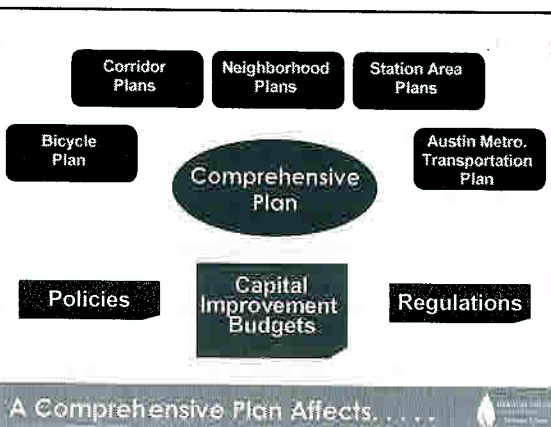 Corridor
Plans
Neighborhood
Plans
Station Area
Plans
Bicycle
Plan
Austin Metro.
Transportation
Plan
Comprehensive
Plan
Policies
Capital
Improvement
Budgets
Regulations
A Comprehensive Plan Affects. . . . .